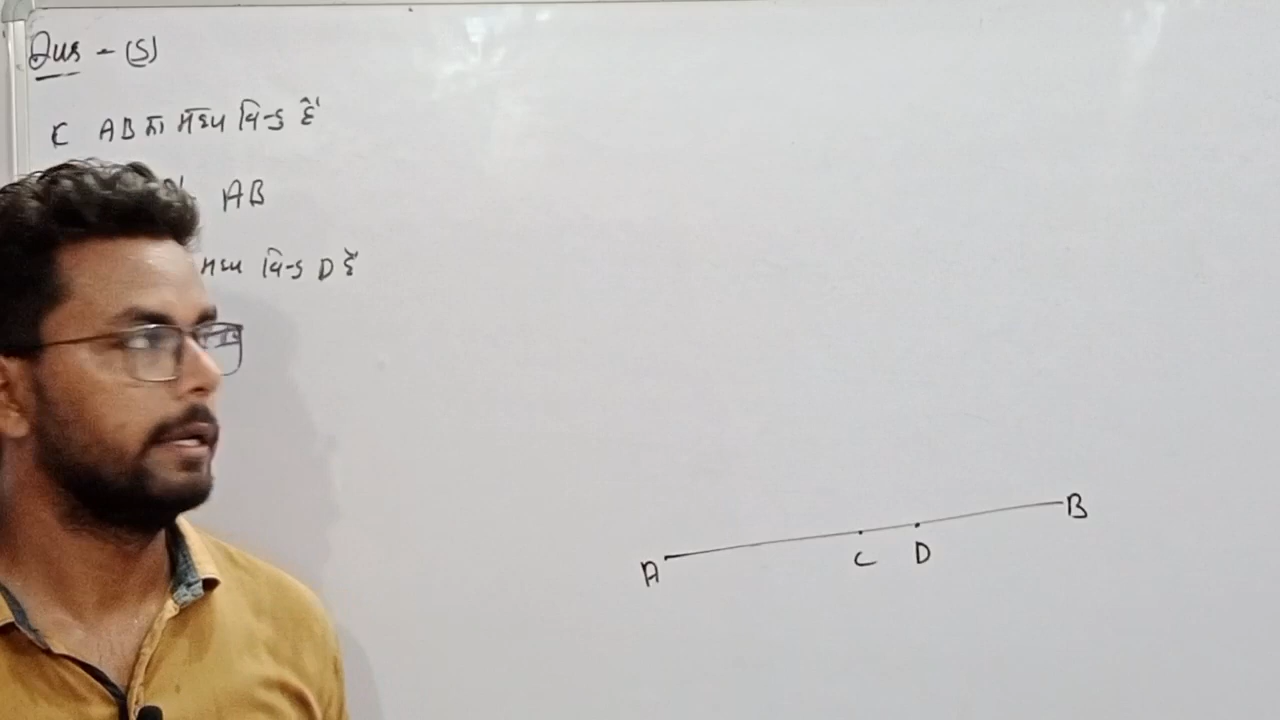 Qus - (5)
C AB का मध्य बिन्दु है
AB
मध्य बिन्दु D है
A C D B